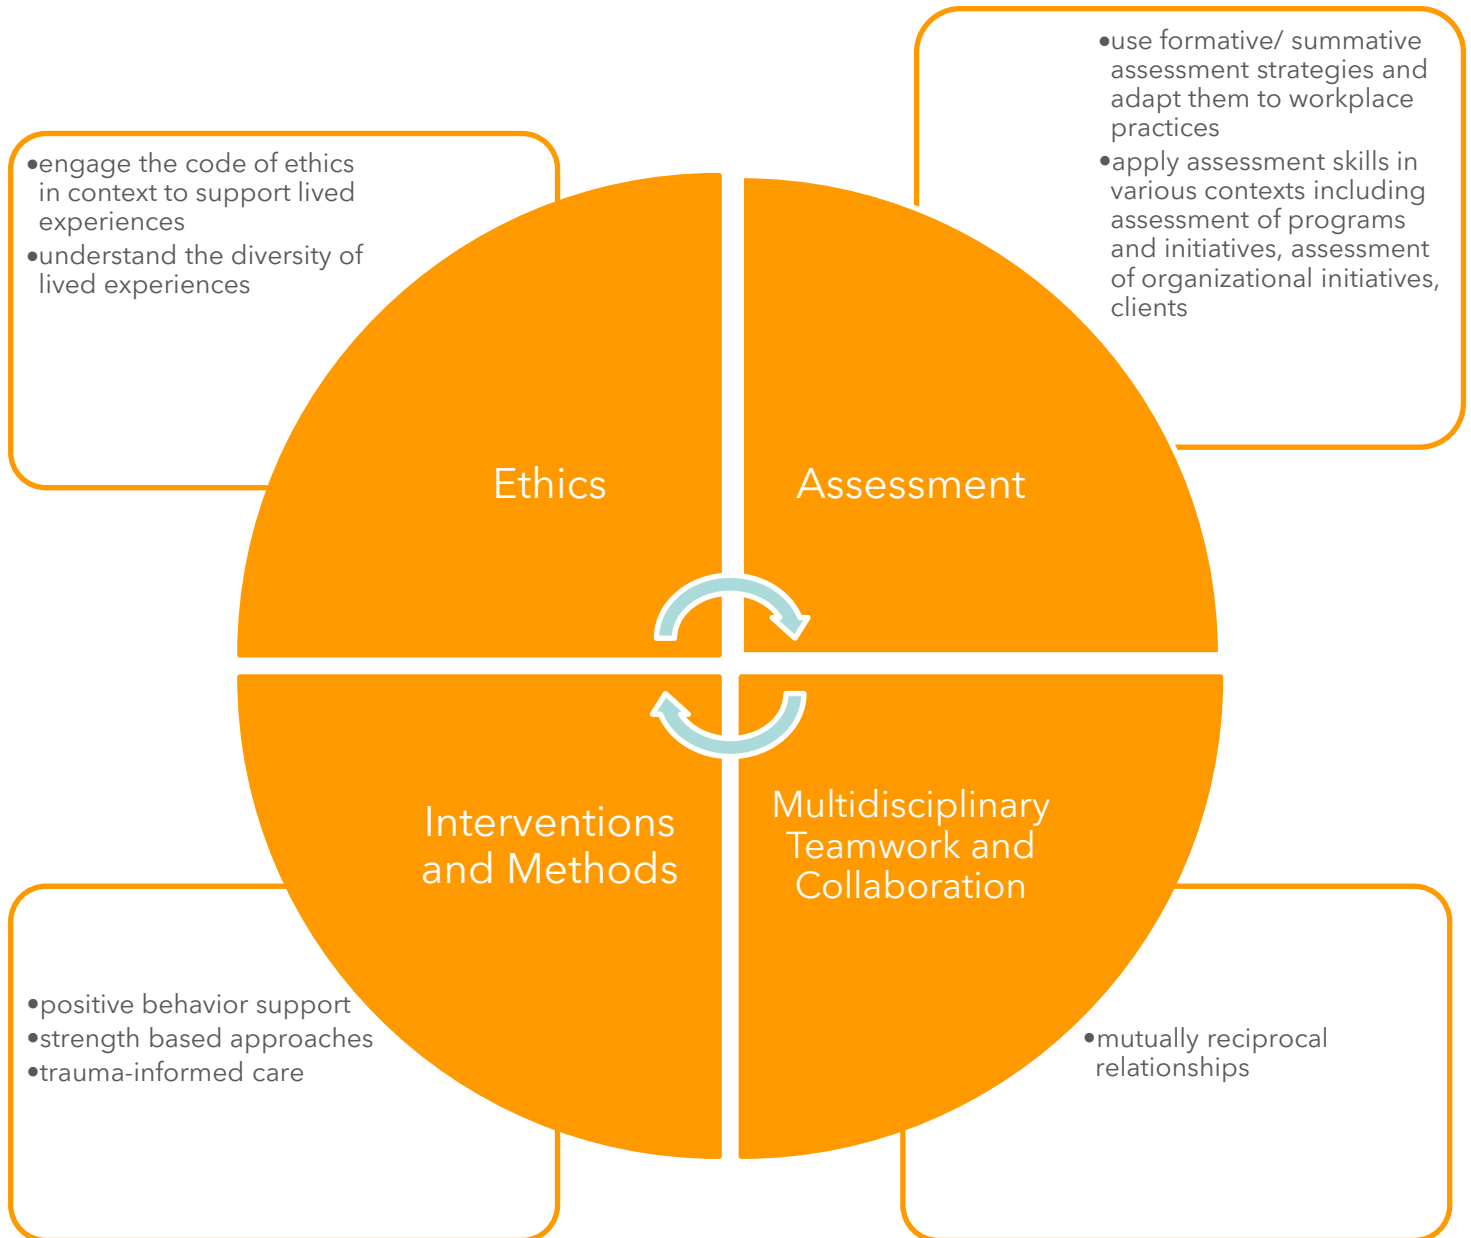 •engage the code of ethics
in context to support lived
experiences
•understand the diversity of
lived experiences
•use formative/ summative
assessment strategies and
adapt them to workplace
practices
•apply assessment skills in
various contexts including
assessment of programs
and initiatives, assessment
of organizational initiatives,
clients
Ethics
Assessment
Interventions
and Methods
Multidisciplinary
Teamwork and
Collaboration
•positive behavior support
•strength based approaches
•trauma-informed care
•mutually reciprocal
relationships